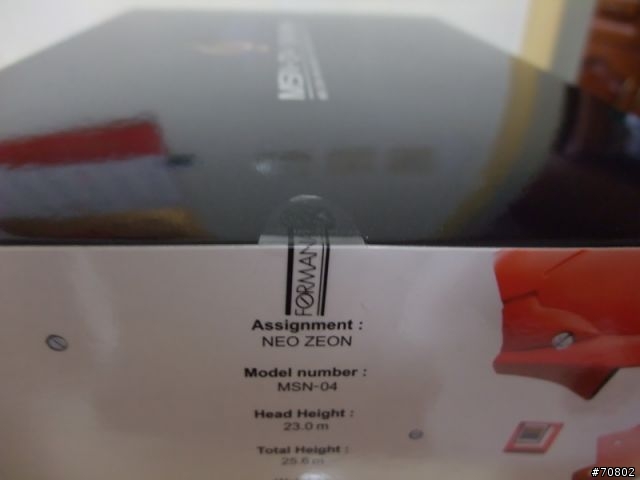 FORMANIA
Assignment :
NEO ZEON
Model number :
MSN-04
Head Height :
23.0 m
Total Height :
25.6 m
#70802